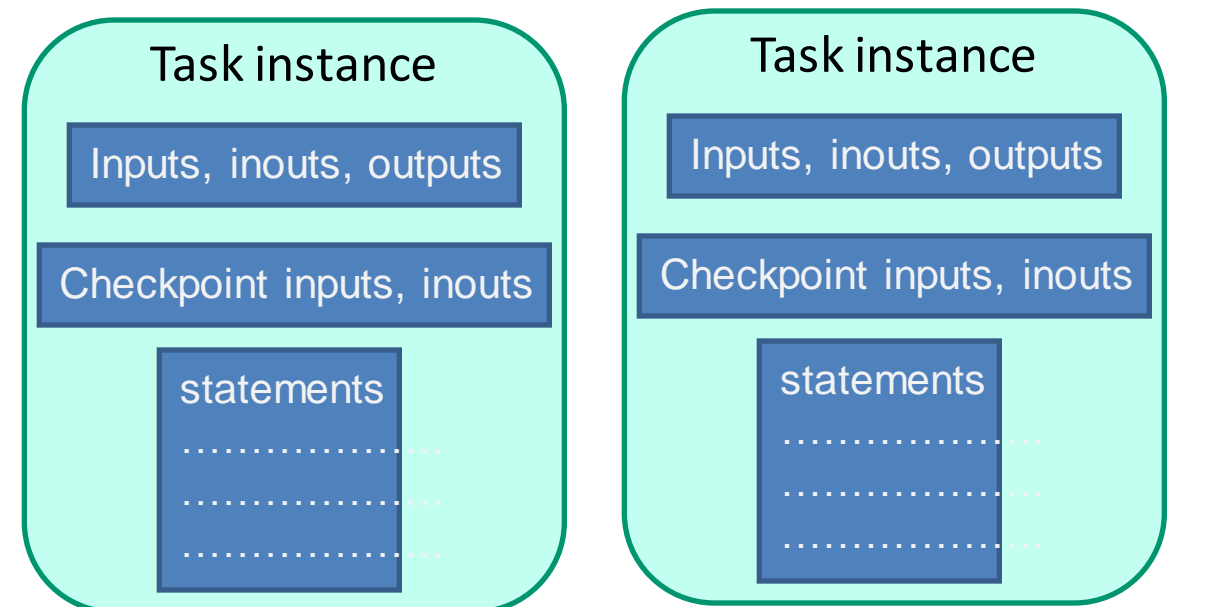 Task instance
Inputs, inouts, outputs
Checkpoint inputs, inouts
statements
...................
...................
...................
Task instance
Inputs, inouts, outputs
Checkpoint inputs, inouts
statements
...................
...................
...................